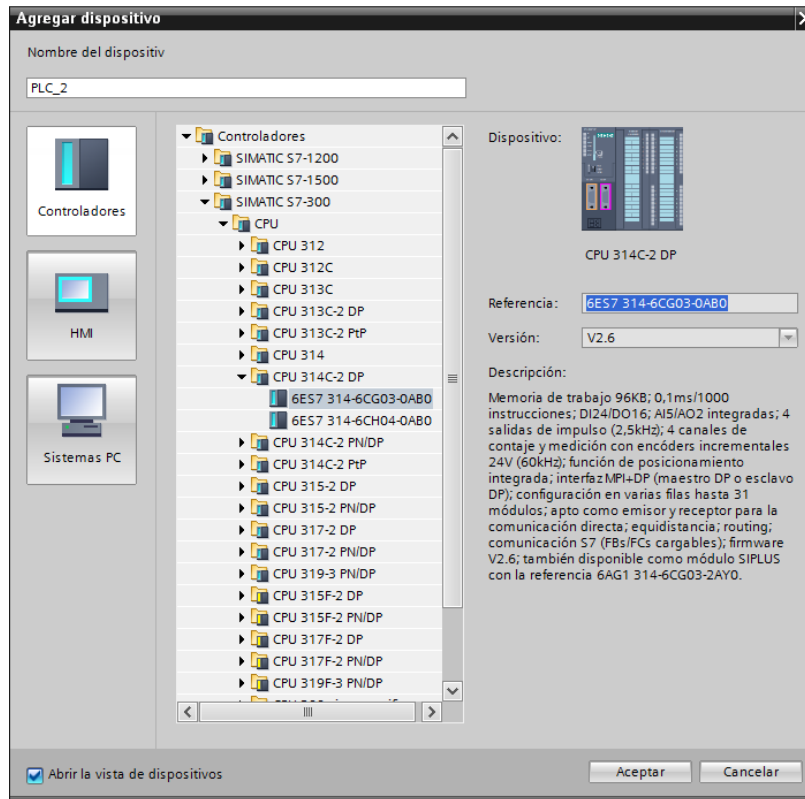 Agregar dispositivo
Nombre del dispositiv
PLC_2
Controladores
HMI
Sistemas PC
Controladores
SIMATIC S7-1200
SIMATIC S7-1500
SIMATIC S7-300
CPU
CPU 312
CPU 312C
CPU 313C
CPU 313C-2 DP
CPU 313C-2 PtP
CPU 314
CPU 314C-2 DP
6ES7 314-6CG03-0AB0
6ES7 314-6CH04-0AB0
CPU 314C-2 PN/DP
CPU 314C-2 PtP
CPU 315-2 DP
CPU 315-2 PN/DP
CPU 317-2 DP
CPU 317-2 PN/DP
CPU 319-3 PN/DP
CPU 315F-2 DP
CPU 315F-2 PN/DP
CPU 317F-2 DP
CPU 317F-2 PN/DP
CPU 319F-3 PN/DP
Dispositivo:
CPU 314C-2 DP
Referencia:
6ES7 314-6CG03-0AB0
Versión:
V2.6
Descripción:
Memoria de trabajo 96KB; 0,1ms/1000
instrucciones; DI24/DO16; AI5/AO2 integradas; 4
salidas de impulso (2,5kHz); 4 canales de
contaje y medición con encóders incrementales
24V (60kHz); función de posicionamiento
integrada; interfaz MPI+DP (maestro DP o esclavo
DP); configuración en varias filas hasta 31
módulos; apto como emisor y receptor para la
comunicación directa; equidistancia; routing;
comunicación S7 (FBs/FCs cargables); firmware
V2.6; también disponible como módulo SIPLUS
con la referencia 6AG1 314-6CG03-2AY0.
Abrir la vista de dispositivos
Aceptar
Cancelar